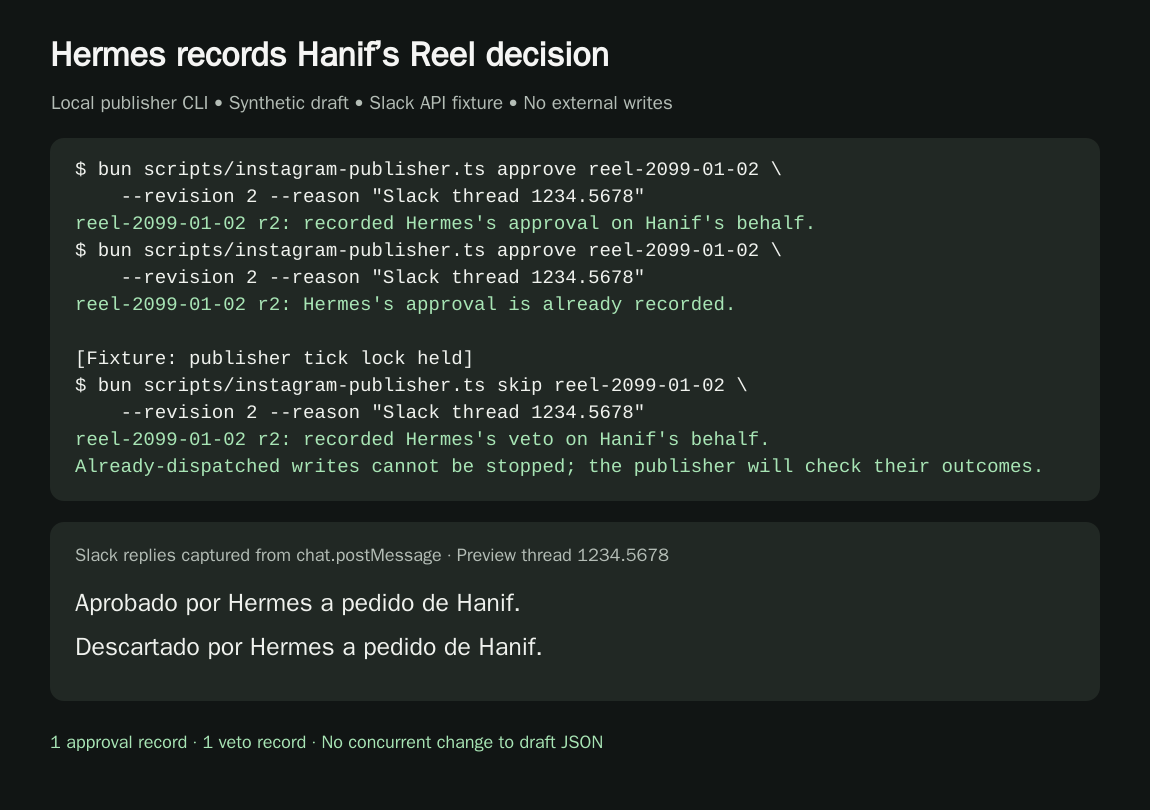 Hermes records Hanif's Reel decision
Local publisher CLI • Synthetic draft • Slack API fixture • No external writes
$ bun scripts/instagram-publisher.ts approve reel-2099-01-02 \
    --revision 2 --reason "Slack thread 1234.5678"
reel-2099-01-02 r2: recorded Hermes's approval on Hanif's behalf.
$ bun scripts/instagram-publisher.ts approve reel-2099-01-02 \
    --revision 2 --reason "Slack thread 1234.5678"
reel-2099-01-02 r2: Hermes's approval is already recorded.
[Fixture: publisher tick lock held]
$ bun scripts/instagram-publisher.ts skip reel-2099-01-02 \
    --revision 2 --reason "Slack thread 1234.5678"
reel-2099-01-02 r2: recorded Hermes's veto on Hanif's behalf.
Already-dispatched writes cannot be stopped; the publisher will check their outcomes.
Slack replies captured from chat.postMessage · Preview thread 1234.5678
Aprobado por Hermes a pedido de Hanif.
Descartado por Hermes a pedido de Hanif.
1 approval record · 1 veto record · No concurrent change to draft JSON